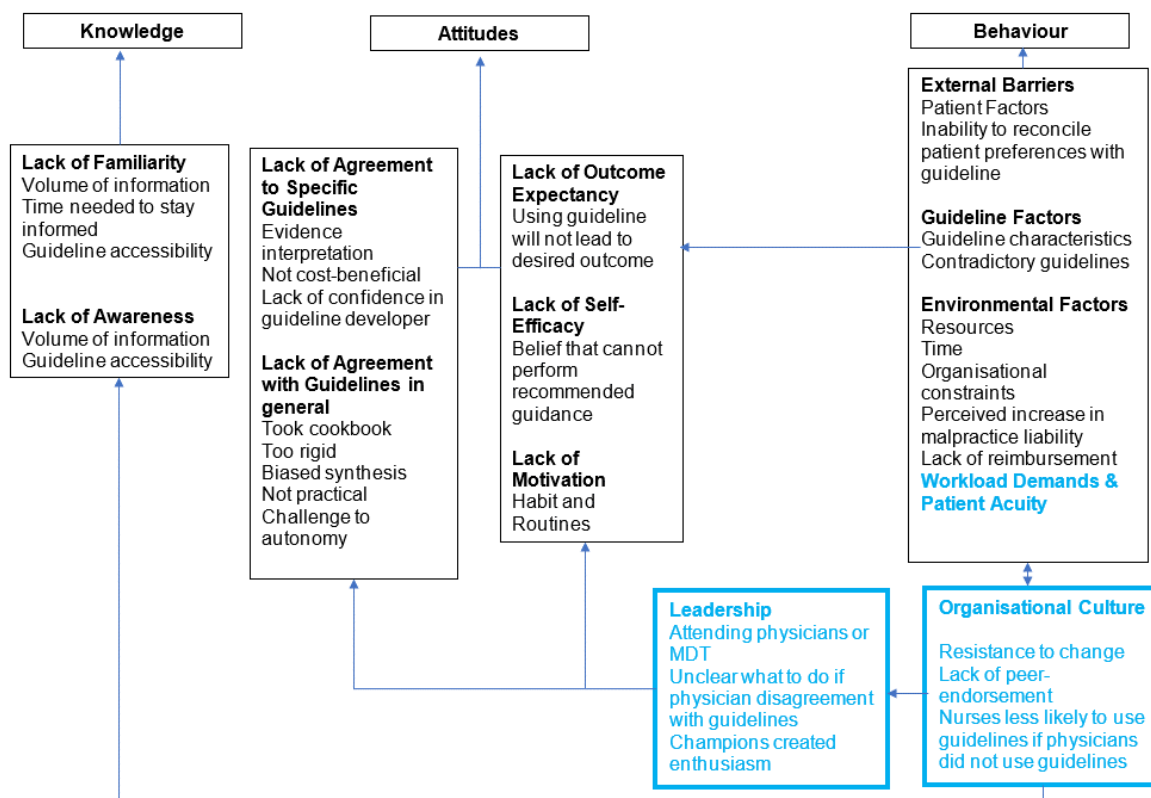 Knowledge
Attitudes
Behaviour
Lack of Familiarity
Volume of information
Time needed to stay
informed
Guideline accessibility
Lack of Awareness
Volume of information
Guideline accessibility
Lack of Agreement
to Specific
Guidelines
Evidence
interpretation
Not cost-beneficial
Lack of confidence in
guideline developer
Lack of Agreement
with Guidelines in
general
Took cookbook
Too rigid
Biased synthesis
Not practical
Challenge to
autonomy
Lack of Outcome
Expectancy
Using guideline
will not lead to
desired outcome
Lack of Self-
Efficacy
Belief that cannot
perform
recommended
guidance
Lack of
Motivation
Habit and
Routines
External Barriers
Patient Factors
Inability to reconcile
patient preferences with
guideline
Guideline Factors
Guideline characteristics
Contradictory guidelines
Environmental Factors
Resources
Time
Organisational
constraints
Perceived increase in
malpractice liability
Lack of reimbursement
Workload Demands &
Patient Acuity
Leadership
Attending physicians or
MDT
Unclear what to do if
physician disagreement
with guidelines
Champions created
enthusiasm
Organisational Culture
Resistance to change
Lack of peer-
endorsement
Nurses less likely to use
guidelines if physicians
did not use guidelines